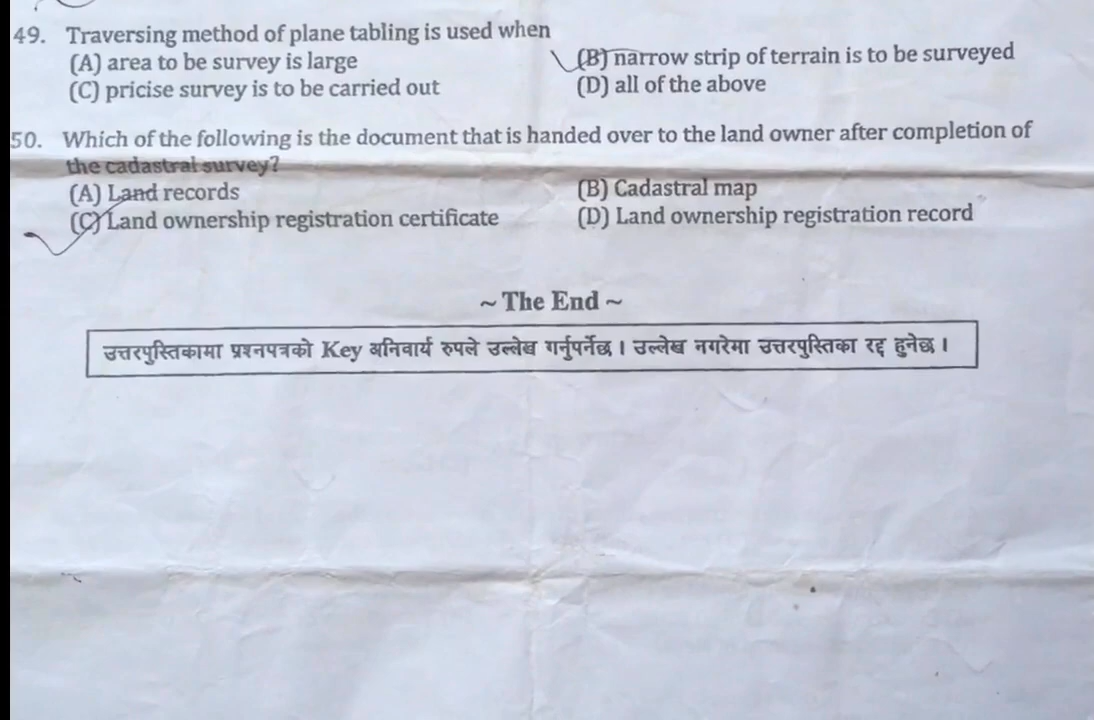 49. Traversing method of plane tabling is used when
(A) area to be survey is large (B) narrow strip of terrain is to be surveyed
(C) pricise survey is to be carried out (D) all of the above
50. Which of the following is the document that is handed over to the land owner after completion of
the cadastral survey?
(A) Land records (B) Cadastral map
(C) Land ownership registration certificate (D) Land ownership registration record
~ The End ~
उत्तरपुस्तिकामा प्रश्नपत्रको Key अनिवार्य रुपले उल्लेख गर्नुपर्नेछ । उल्लेख नगरेमा उत्तरपुस्तिका रद्द हुनेछ ।